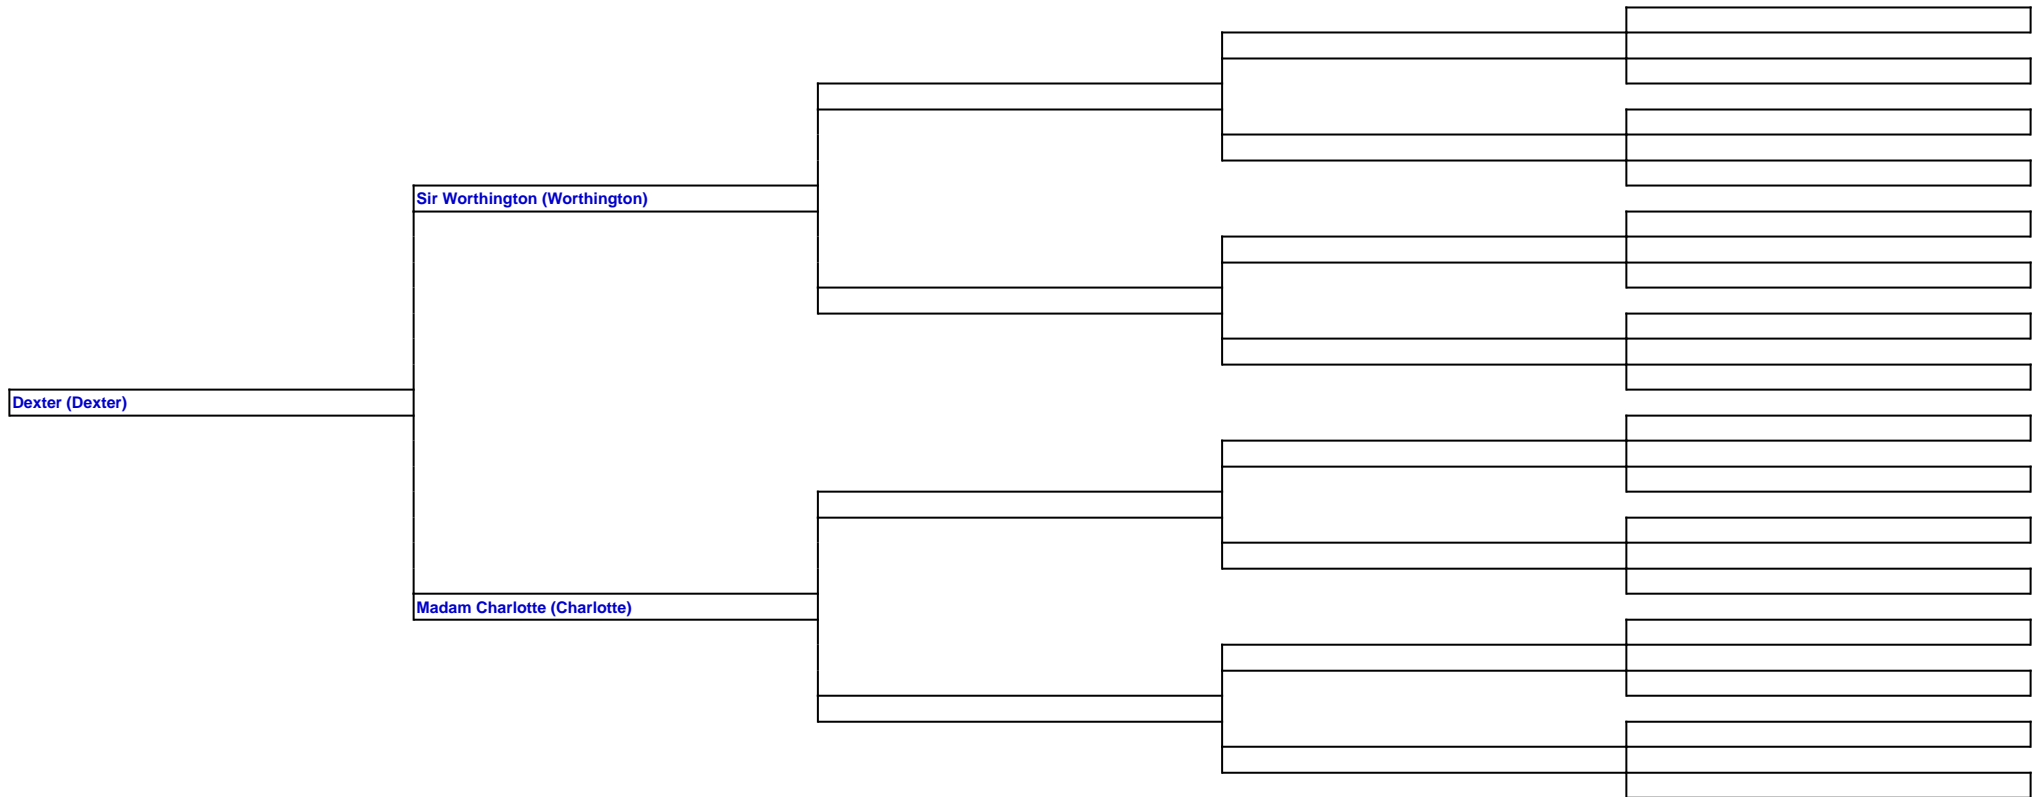 Sir Worthington (Worthington)
Dexter (Dexter)
Madam Charlotte (Charlotte)